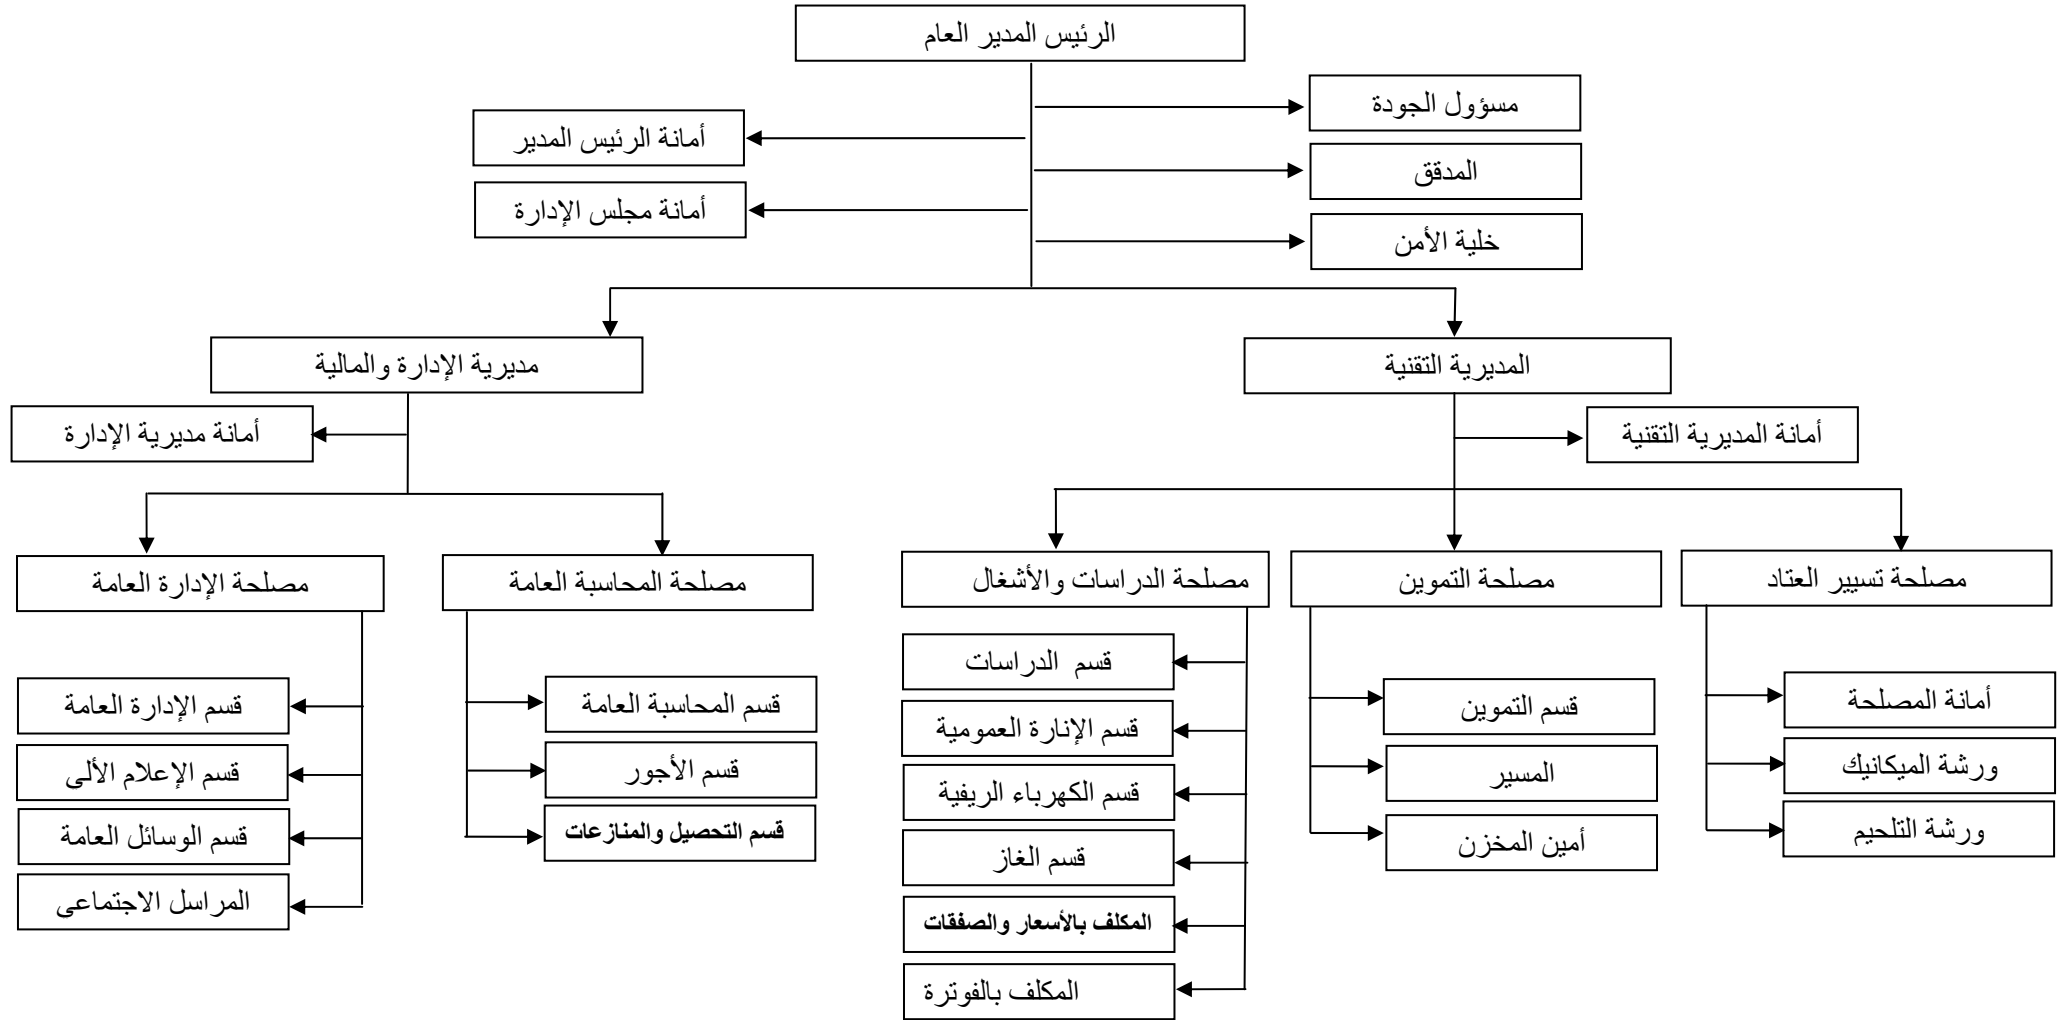 الرئيس المدير العام
مسؤول الجودة
أمانة الرئيس المدير
المدقق
أمانة مجلس الإدارة
خلية الأمن
المديرية التقنية
مديرية الإدارة والمالية
أمانة المديرية التقنية
أمانة مديرية الإدارة
مصلحة تسيير العتاد
مصلحة التموين
مصلحة الدراسات والأشغال
مصلحة المحاسبة العامة
مصلحة الإدارة العامة
أمانة المصلحة
ورشة الميكانيك
ورشة التلحيم
قسم التموين
المسير
أمين المخزن
قسم الدراسات
قسم الإنارة العمومية
قسم الكهرباء الريفية
قسم الغاز
المكلف بالأسعار والصفقات
المكلف بالفوترة
قسم المحاسبة العامة
قسم الأجور
قسم التحصيل والمنازعات
قسم الإدارة العامة
قسم الإعلام الألى
قسم الوسائل العامة
المراسل الاجتماعى